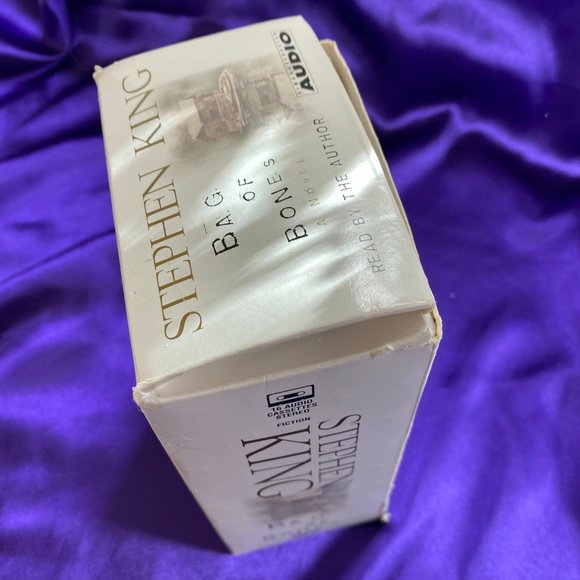 STEPHEN KING
BAG
OF
BONES
A NOVEL
READ BY THE AUTHOR
AUDIO
16 AUDIO
CASSETTES
STEREO
FICTION
STEPHEN
KING